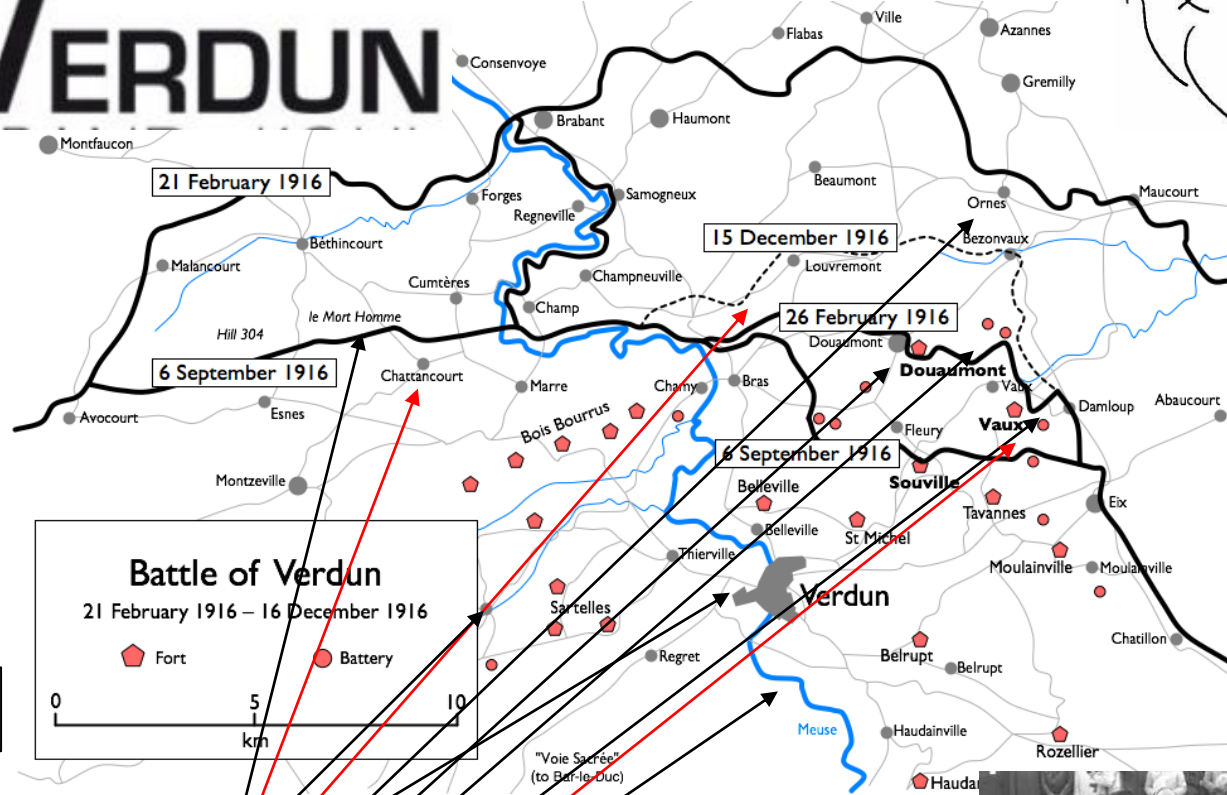 VERDUN
Ville
Flabas
Azannes
Consenvoye
Gremilly
Brabant
Haumont
Montfaucon
21 February 1916
Beaumont
Maucourt
Forges
Samogneux
Ornes
Regneville
15 December 1916
Bezonvaux
Béthincourt
Malancourt
Louvremont
Champneuville
Cumtères
Champ
le Mort Homme
26 February 1916
Hill 304
Douaumont
6 September 1916
Chattancourt
Douaumont
Marre
Charny
Bras
Vaux
Avocourt
Esnes
Damloup
Abaucourt
Bois Bourrus
Vaux
Fleury
6 September 1916
Montzeville
Souville
Belleville
Tavannes
Eix
Belleville
St Michel
Thierville
Moulainville
Moulainville
Battle of Verdun
21 February 1916 – 16 December 1916
Verdun
Sartelles
Fort
Battery
Chatillon
Regret
Belrupt
Belrupt
0 5 10
km
Meuse
Haudainville
Rozellier
"Voie Sacrée"
(to Bar-le-Duc)